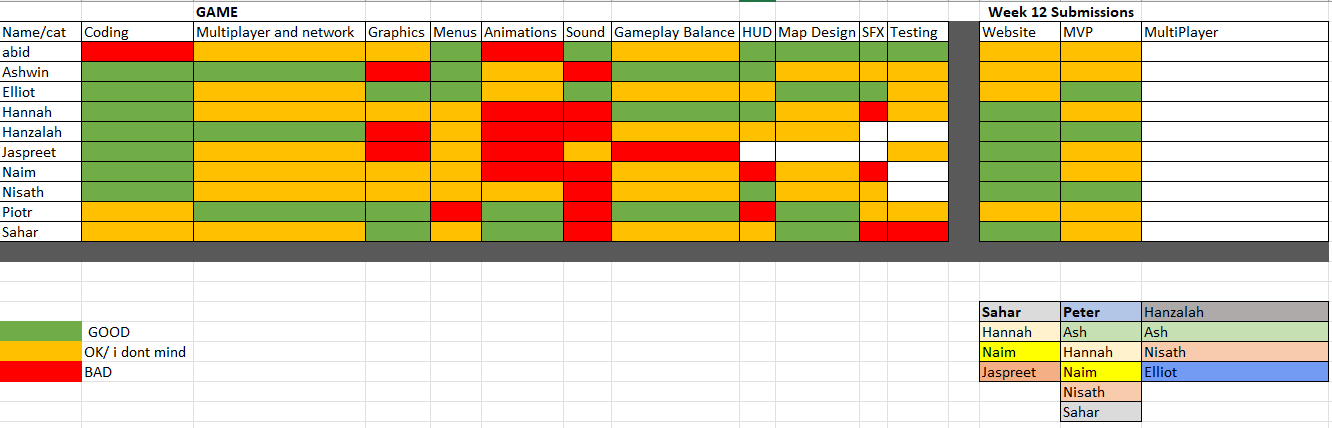 GAME Week 12 Submissions
Name/cat Coding Multiplayer and network Graphics Menus Animations Sound Gameplay Balance HUD Map Design SFX Testing Website MVP MultiPlayer
abid
Ashwin
Elliot
Hannah
Hanzalah
Jaspreet
Naim
Nisath
Piotr
Sahar
Sahar Peter Hanzalah
GOOD Hannah Ash Ash
OK/ i dont mind Naim Hannah Nisath
BAD Jaspreet Naim Elliot
Nisath
Sahar